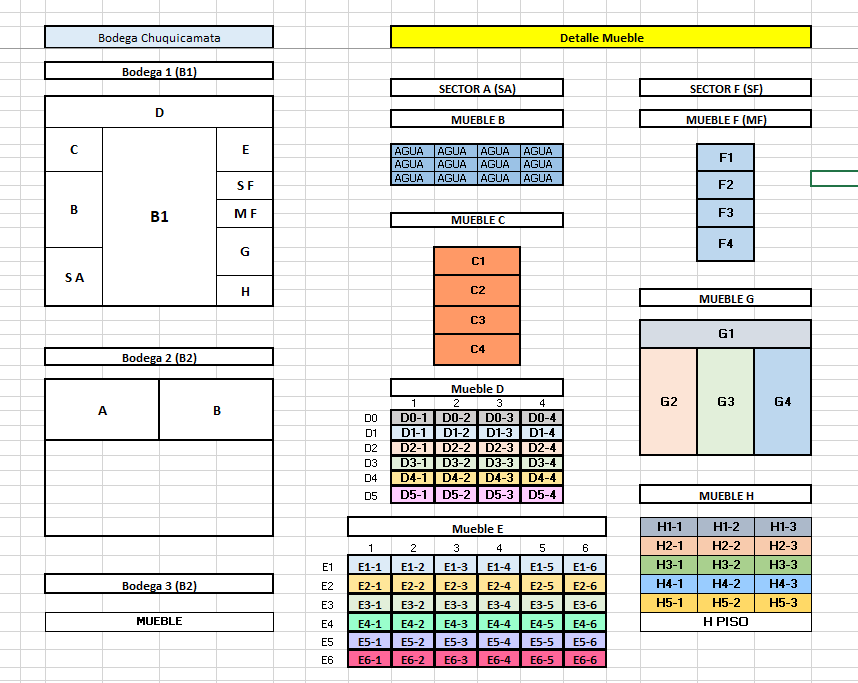 Bodega Chuquicamata
Bodega 1 (B1)
D
C
E
S F
B
B1
M F
G
S A
H
Bodega 2 (B2)
A B
Bodega 3 (B2)
MUEBLE
Detalle Mueble
SECTOR A (SA)
MUEBLE B
AGUA AGUA AGUA AGUA
AGUA AGUA AGUA AGUA
AGUA AGUA AGUA AGUA
MUEBLE C
C1
C2
C3
C4
Mueble D
1 2 3 4
D0 D0-1 D0-2 D0-3 D0-4
D1 D1-1 D1-2 D1-3 D1-4
D2 D2-1 D2-2 D2-3 D2-4
D3 D3-1 D3-2 D3-3 D3-4
D4 D4-1 D4-2 D4-3 D4-4
D5 D5-1 D5-2 D5-3 D5-4
Mueble E
1 2 3 4 5 6
E1 E1-1 E1-2 E1-3 E1-4 E1-5 E1-6
E2 E2-1 E2-2 E2-3 E2-4 E2-5 E2-6
E3 E3-1 E3-2 E3-3 E3-4 E3-5 E3-6
E4 E4-1 E4-2 E4-3 E4-4 E4-5 E4-6
E5 E5-1 E5-2 E5-3 E5-4 E5-5 E5-6
E6 E6-1 E6-2 E6-3 E6-4 E6-5 E6-6
SECTOR F (SF)
MUEBLE F (MF)
F1
F2
F3
F4
MUEBLE G
G1
G2 G3 G4
MUEBLE H
H1-1 H1-2 H1-3
H2-1 H2-2 H2-3
H3-1 H3-2 H3-3
H4-1 H4-2 H4-3
H5-1 H5-2 H5-3
H PISO